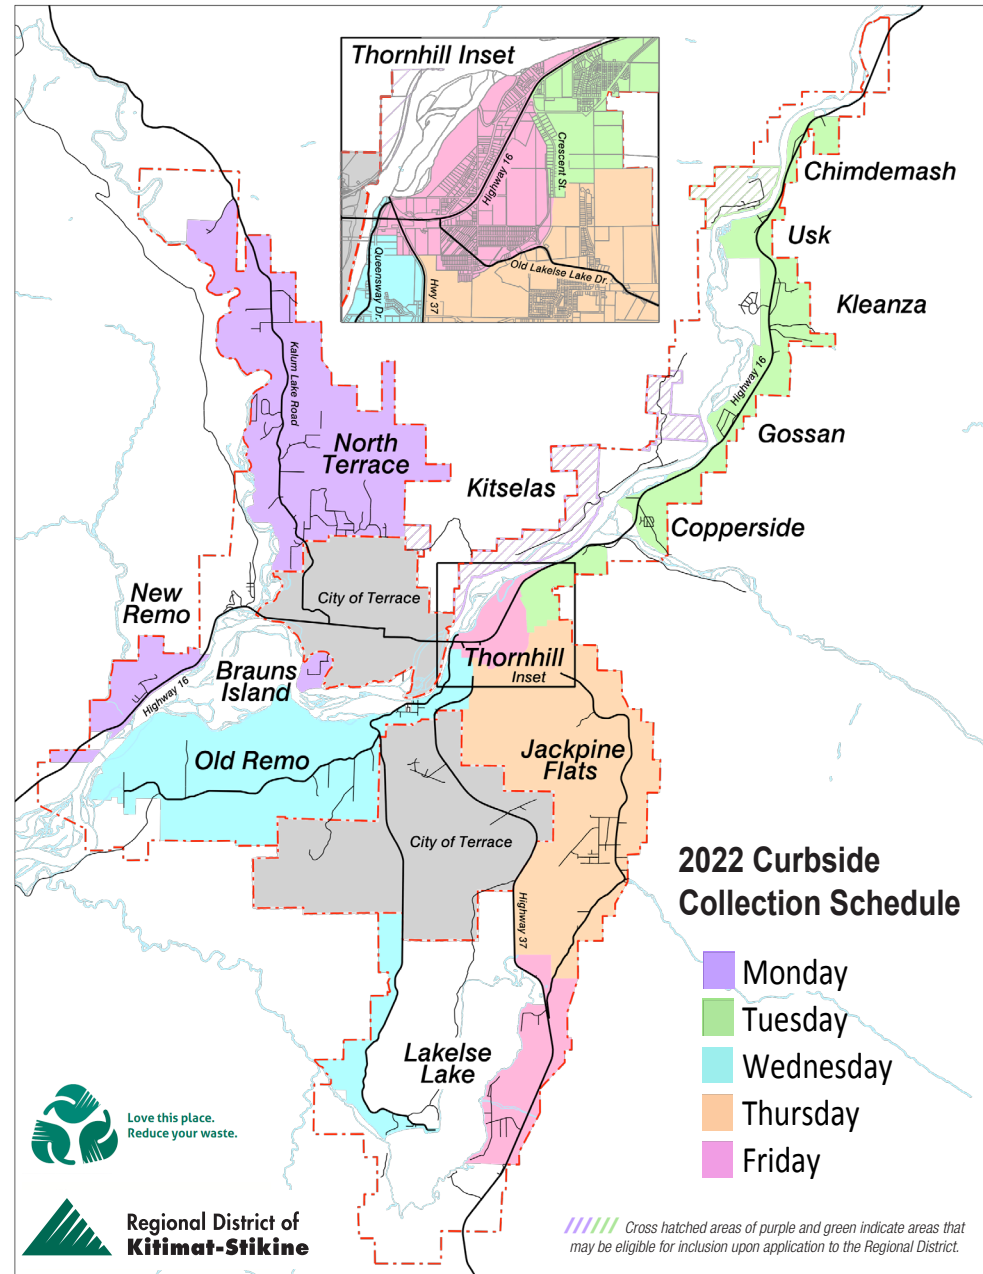 Thornhill Inset
Highway 16
Crescent St.
Old Lakelse Lake Dr.
Queensway Dr.
Hwy 37
Chimdemash
Usk
Kleanza
Highway 16
Gossan
Copperside
Kalum Lake Road
North
Terrace
Kitselas
City of Terrace
New
Remo
Brauns
Island
Highway 16
Thornhill
Inset
Old Remo
Jackpine
Flats
City of Terrace
Highway 37
Lakelse
Lake
2022 Curbside
Collection Schedule
Monday
Tuesday
Wednesday
Thursday
Friday
Love this place.
Reduce your waste.
Regional District of
Kitimat-Stikine
Cross hatched areas of purple and green indicate areas that
may be eligible for inclusion upon application to the Regional District.